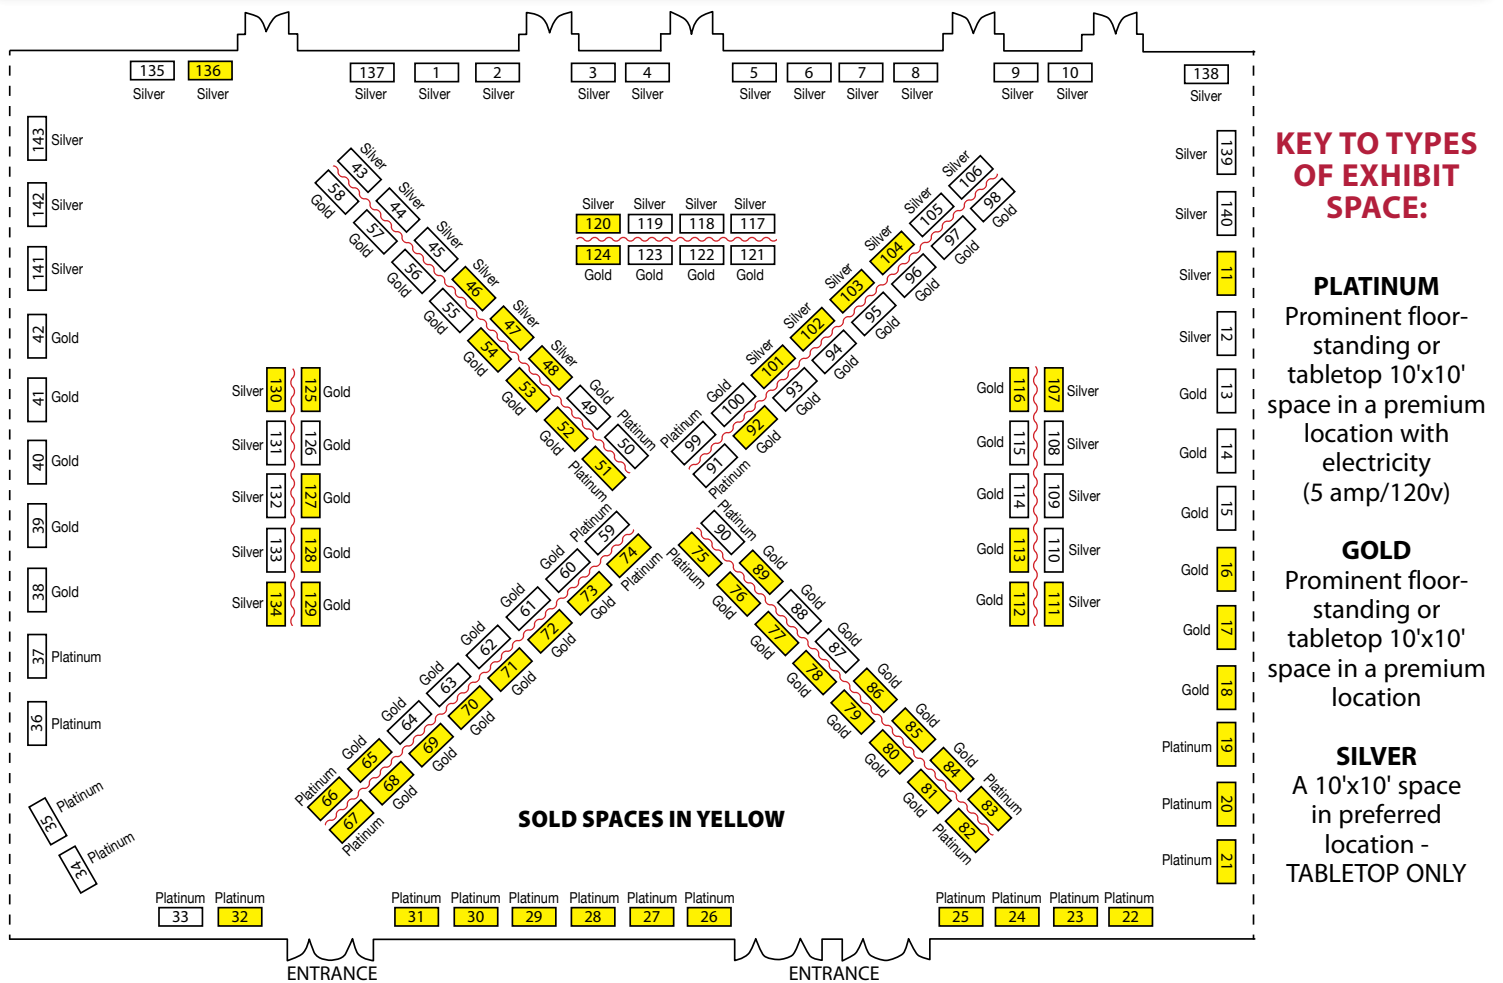 135
Silver
136
Silver
137
Silver
1
Silver
2
Silver
3
Silver
4
Silver
5
Silver
6
Silver
7
Silver
8
Silver
9
Silver
10
Silver
138
Silver
143 Silver
142 Silver
141 Silver
42 Gold
41 Gold
40 Gold
39 Gold
38 Gold
37 Platinum
36 Platinum
35 Platinum
34 Platinum
Silver 43
Silver 44
Silver 45
Silver 46
Silver 47
Silver 48
Gold 49
Platinum 50
58 Gold
57 Gold
56 Gold
55 Gold
54 Gold
53 Gold
52 Gold
51 Platinum
Silver Silver Silver Silver
120 119 118 117
124 123 122 121
Gold Gold Gold Gold
Silver 106
Silver 105
Silver 104
Silver 103
Silver 102
Silver 101
Gold 100
Platinum 99
98 Gold
97 Gold
96 Gold
95 Gold
94 Gold
93 Gold
92 Gold
91 Platinum
Silver 130 125 Gold
Silver 131 126 Gold
Silver 132 127 Gold
Silver 133 128 Gold
Silver 134 129 Gold
Gold 116 107 Silver
Gold 115 108 Silver
Gold 114 109 Silver
Gold 113 110 Silver
Gold 112 111 Silver
Platinum 59
Gold 60
Gold 61
Gold 62
Gold 63
Gold 64
Gold 65
Platinum 66
74 Platinum
73 Gold
72 Gold
71 Gold
70 Gold
69 Gold
68 Gold
67 Platinum
Platinum 90
Gold 89
Gold 88
Gold 87
Gold 86
Gold 85
Gold 84
Platinum 83
75 Platinum
76 Gold
77 Gold
78 Gold
79 Gold
80 Gold
81 Gold
82 Platinum
Silver 139
Silver 140
Silver 11
Silver 12
Gold 13
Gold 14
Gold 15
Gold 16
Gold 17
Gold 18
Platinum 19
Platinum 20
Platinum 21
SOLD SPACES IN YELLOW
Platinum
33
Platinum
32
Platinum
31
Platinum
30
Platinum
29
Platinum
28
Platinum
27
Platinum
26
Platinum
25
Platinum
24
Platinum
23
Platinum
22
ENTRANCE
ENTRANCE
KEY TO TYPES
OF EXHIBIT
SPACE:
PLATINUM
Prominent floor-
standing or
tabletop 10'x10'
space in a premium
location with
electricity
(5 amp/120v)
GOLD
Prominent floor-
standing or
tabletop 10'x10'
space in a premium
location
SILVER
A 10'x10' space
in preferred
location -
TABLETOP ONLY